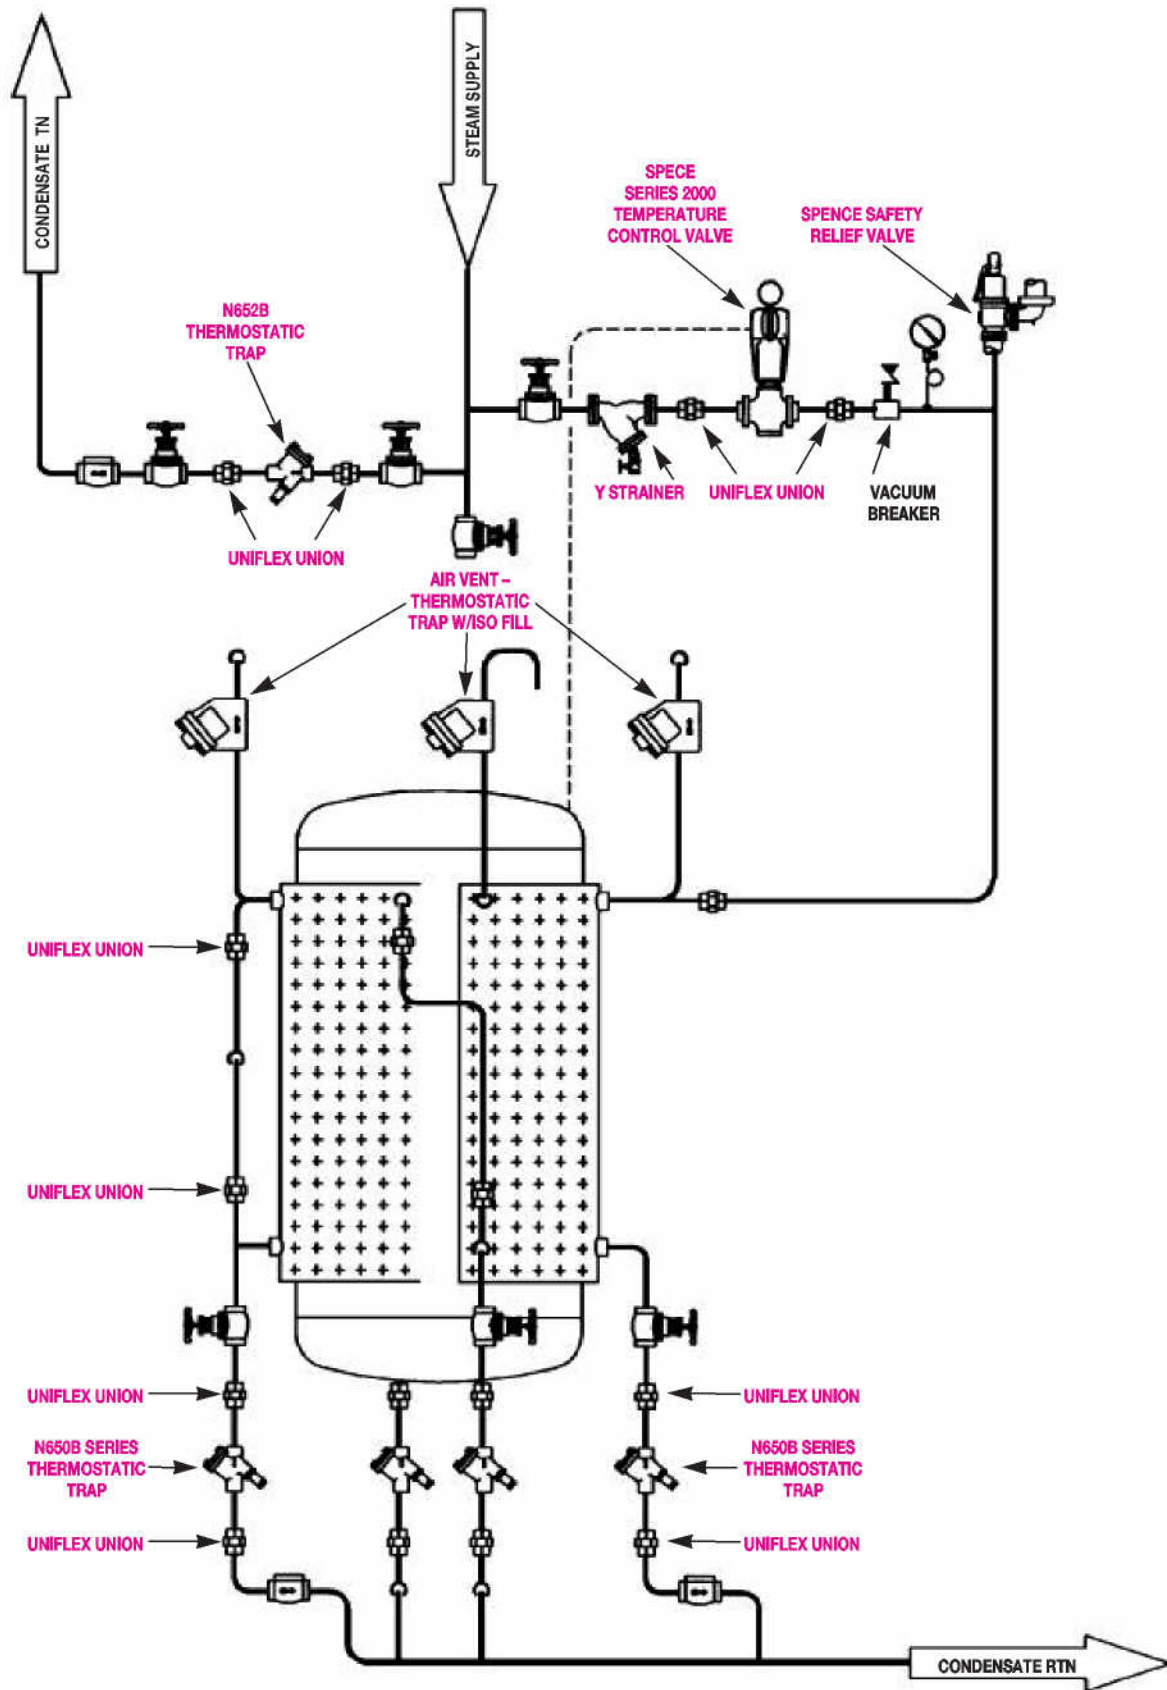 CONDENSATE TN
STEAM SUPPLY
SPECE
SERIES 2000
TEMPERATURE
CONTROL VALVE
SPENCE SAFETY
RELIEF VALVE
N652B
THERMOSTATIC
TRAP
Y STRAINER
UNIFLEX UNION
VACUUM
BREAKER
UNIFLEX UNION
AIR VENT –
THERMOSTATIC
TRAP W/ISO FILL
UNIFLEX UNION
UNIFLEX UNION
UNIFLEX UNION
UNIFLEX UNION
N650B SERIES
THERMOSTATIC
TRAP
N650B SERIES
THERMOSTATIC
TRAP
UNIFLEX UNION
UNIFLEX UNION
CONDENSATE RTN